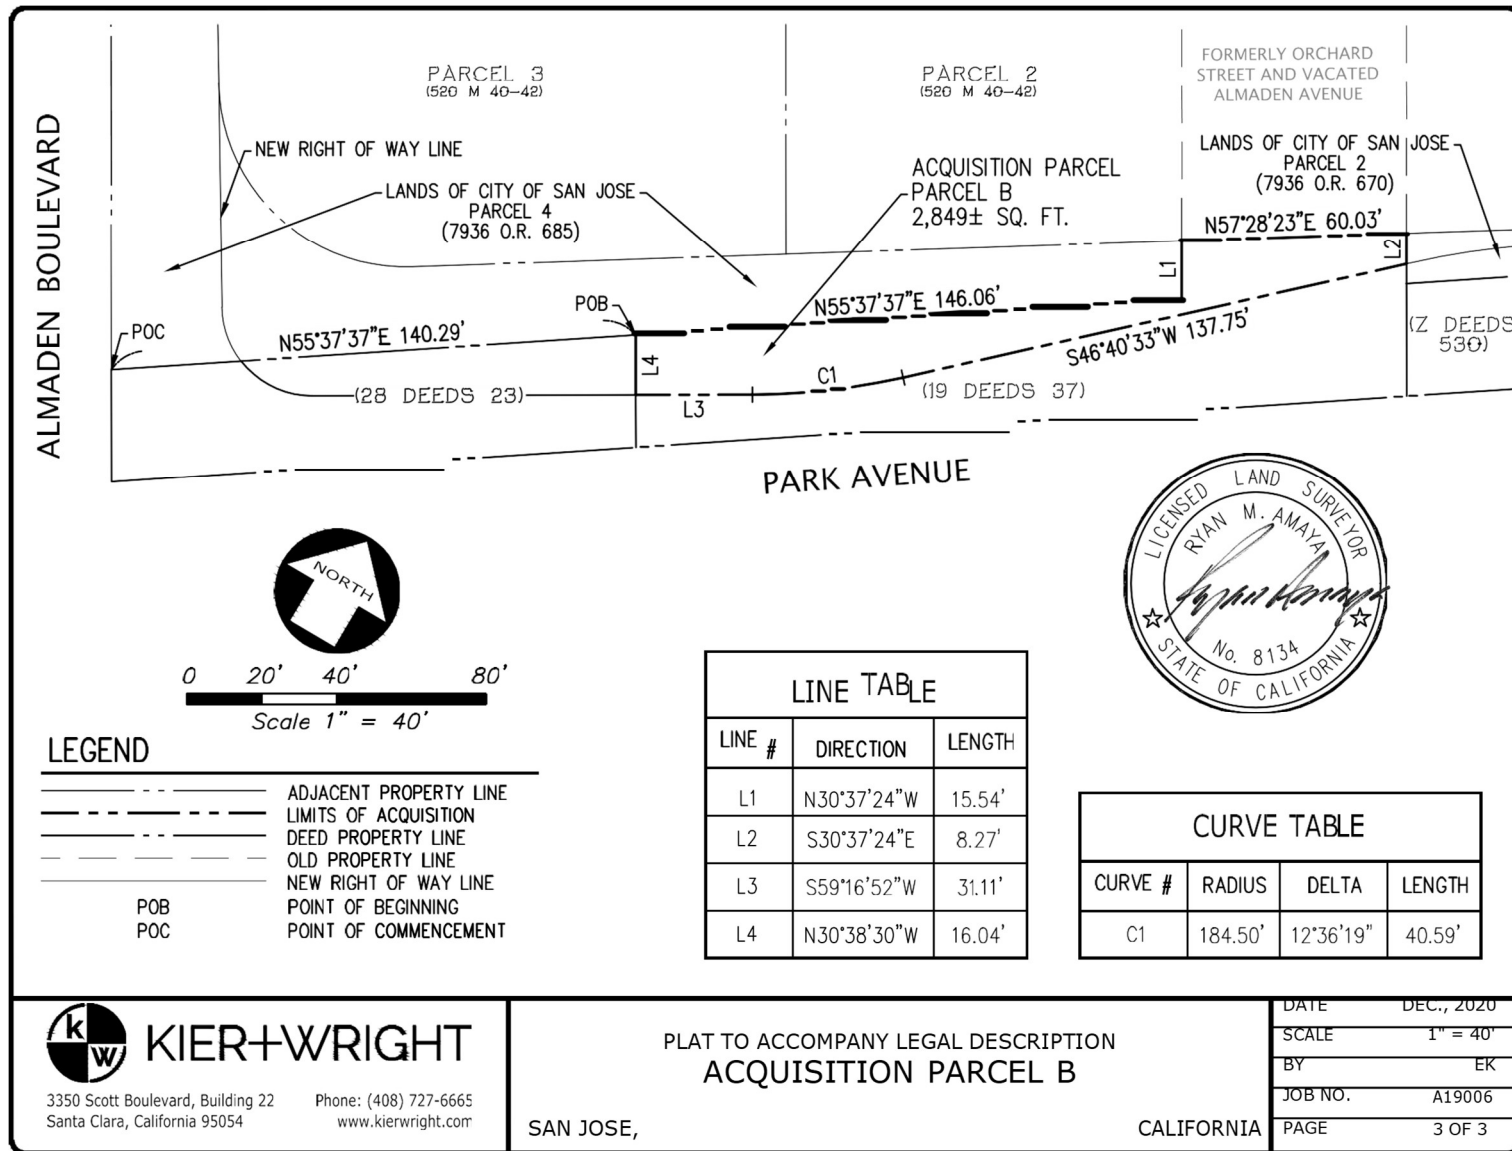 PARCEL 3
(520 M 40-42)
PARCEL 2
(520 M 40-42)
FORMERLY ORCHARD
STREET AND VACATED
ALMADEN AVENUE
ALMADEN BOULEVARD
NEW RIGHT OF WAY LINE
LANDS OF CITY OF SAN JOSE
PARCEL 4
(7936 O.R. 685)
ACQUISITION PARCEL
PARCEL B
2,849± SQ. FT.
LANDS OF CITY OF SAN JOSE
PARCEL 2
(7936 O.R. 670)
N57°28'23"E 60.03'
L1
L2
POB
N55°37'37"E 146.06'
POC
N55°37'37"E 140.29'
L4
C1
S46°40'33"W 137.75'
(Z DEEDS
530)
(28 DEEDS 23)
L3
(19 DEEDS 37)
PARK AVENUE
LICENSED LAND SURVEYOR
RYAN M. AMAYA
No. 8134
STATE OF CALIFORNIA
NORTH
0 20' 40' 80'
Scale 1" = 40'
LEGEND
ADJACENT PROPERTY LINE
LIMITS OF ACQUISITION
DEED PROPERTY LINE
OLD PROPERTY LINE
NEW RIGHT OF WAY LINE
POB POINT OF BEGINNING
POC POINT OF COMMENCEMENT
LINE TABLE
LINE # DIRECTION LENGTH
L1 N30°37'24"W 15.54'
L2 S30°37'24"E 8.27'
L3 S59°16'52"W 31.11'
L4 N30°38'30"W 16.04'
CURVE TABLE
CURVE # RADIUS DELTA LENGTH
C1 184.50' 12°36'19" 40.59'
kw
KIER+WRIGHT
3350 Scott Boulevard, Building 22 Phone: (408) 727-6665
Santa Clara, California 95054 www.kierwright.com
PLAT TO ACCOMPANY LEGAL DESCRIPTION
ACQUISITION PARCEL B
SAN JOSE, CALIFORNIA
DATE DEC., 2020
SCALE 1" = 40'
BY EK
JOB NO. A19006
PAGE 3 OF 3